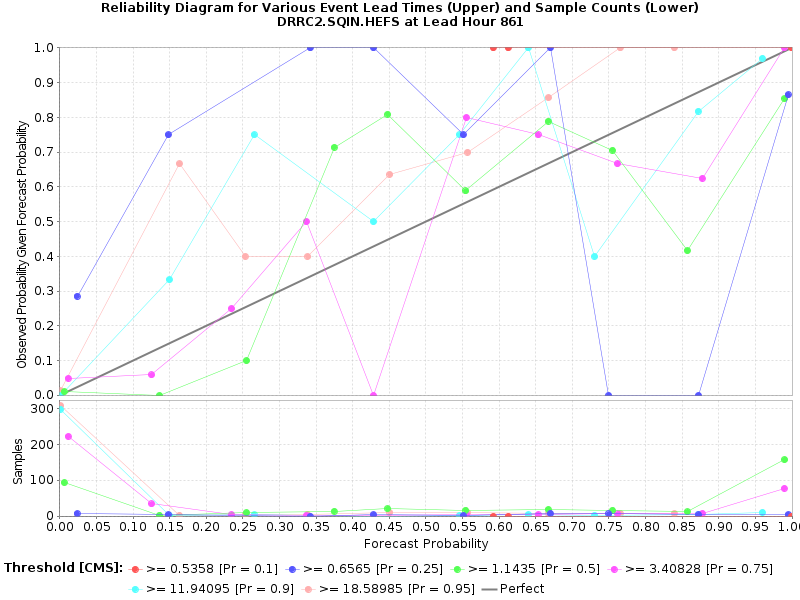 Reliability Diagram for Various Event Lead Times (Upper) and Sample Counts (Lower)
DRRC2.SQIN.HEFS at Lead Hour 861
Observed Probability Given Forecast Probability
1.0
0.9
0.8
0.7
0.6
0.5
0.4
0.3
0.2
0.1
0.0
Samples
300
200
100
0
0.00 0.05 0.10 0.15 0.20 0.25 0.30 0.35 0.40 0.45 0.50 0.55 0.60 0.65 0.70 0.75 0.80 0.85 0.90 0.95 1.00
Forecast Probability
Threshold [CMS]: >= 0.5358 [Pr = 0.1] >= 0.6565 [Pr = 0.25] >= 1.1435 [Pr = 0.5] >= 3.40828 [Pr = 0.75]
>= 11.94095 [Pr = 0.9] >= 18.58985 [Pr = 0.95] Perfect